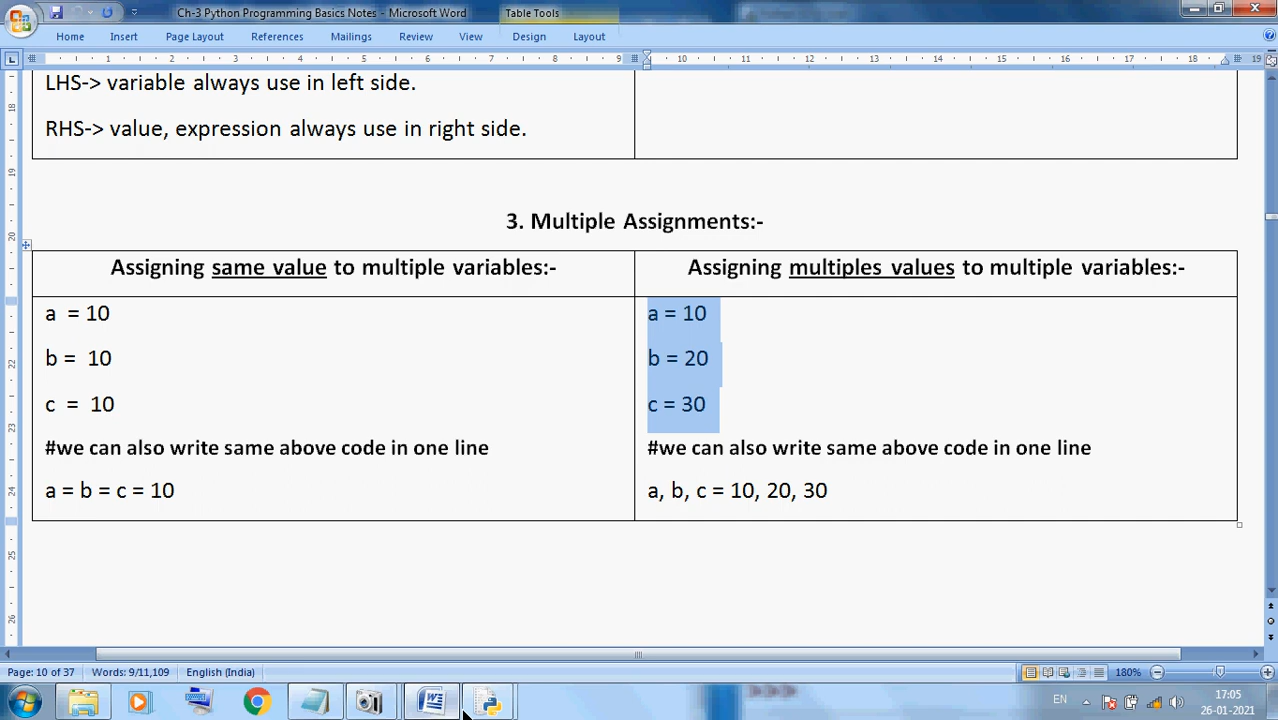 Ch-3 Python Programming Basics Notes - Microsoft Word
Table Tools
Home Insert Page Layout References Mailings Review View Design Layout
LHS-> variable always use in left side.
RHS-> value, expression always use in right side.
3. Multiple Assignments:-
Assigning same value to multiple variables:-
a = 10
b = 10
c = 10
#we can also write same above code in one line
a = b = c = 10
Assigning multiples values to multiple variables:-
a = 10
b = 20
c = 30
#we can also write same above code in one line
a, b, c = 10, 20, 30
Page: 10 of 37 Words: 9/11,109 English (India) 180%
EN 17:05
26-01-2021